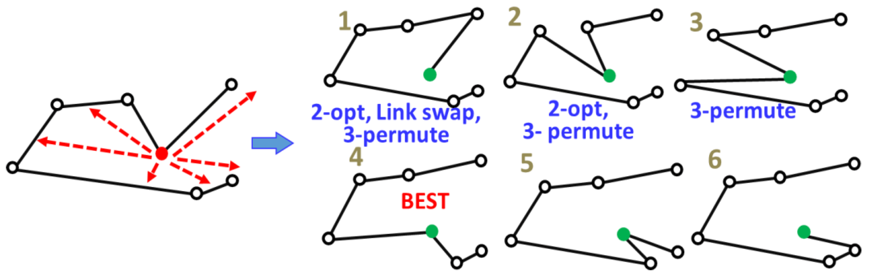 1
2
3
2-opt, Link swap,
3-permute
2-opt,
3- permute
3-permute
4
BEST
5
6